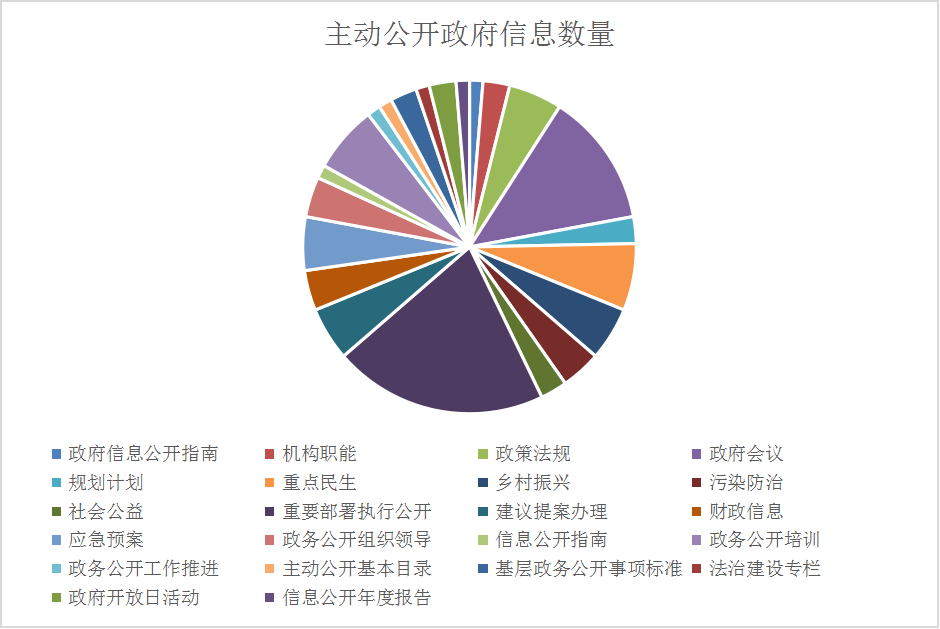 主动公开政府信息数量
政府信息公开指南 机构职能 政策法规 政府会议
规划计划 重点民生 乡村振兴 污染防治
社会公益 重要部署执行公开 建议提案办理 财政信息
应急预案 政务公开组织领导 信息公开指南 政务公开培训
政务公开工作推进 主动公开基本目录 基层政务公开事项标准 法治建设专栏
政府开放日活动 信息公开年度报告